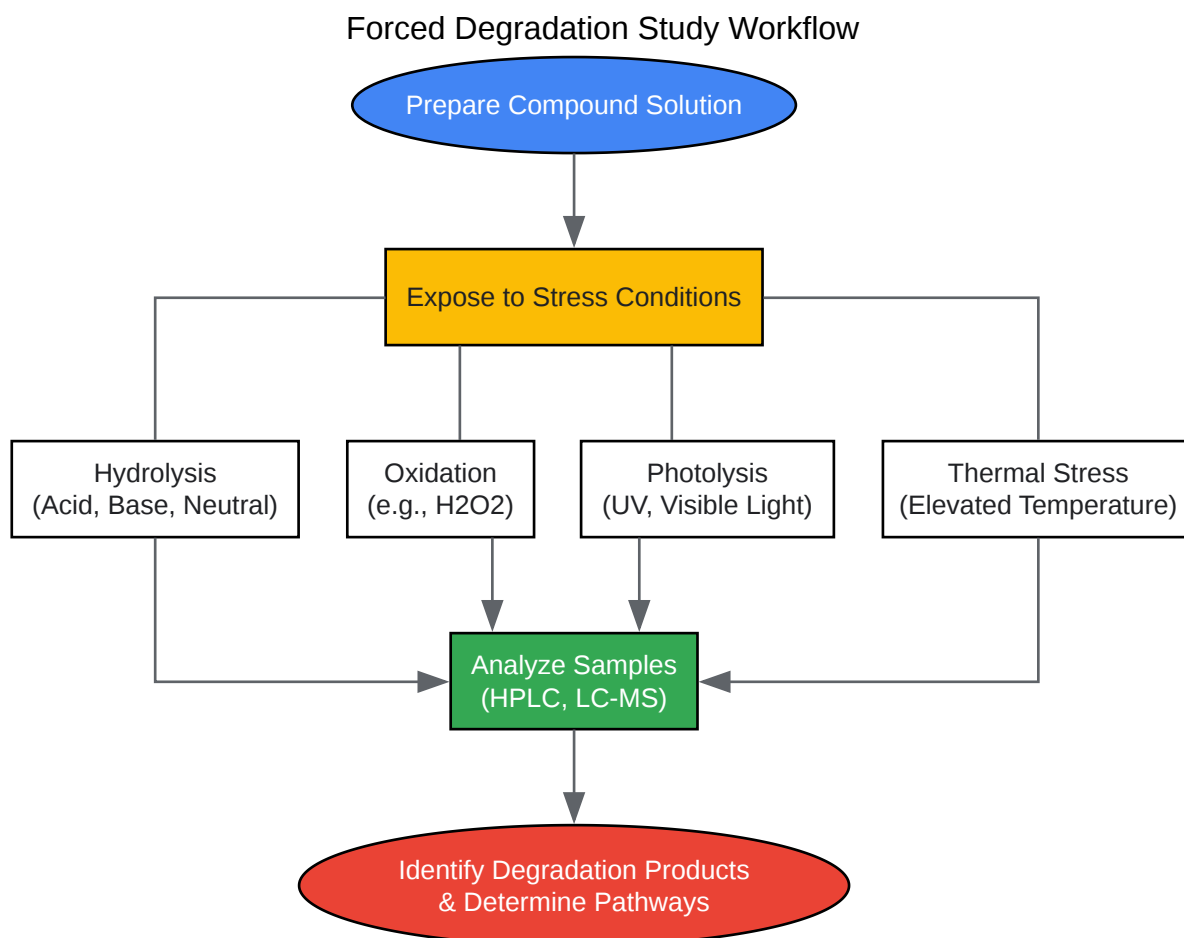 Forced Degradation Study Workflow
Prepare Compound Solution
Expose to Stress Conditions
Hydrolysis
(Acid, Base, Neutral)
Oxidation
(e.g., H2O2)
Photolysis
(UV, Visible Light)
Thermal Stress
(Elevated Temperature)
Analyze Samples
(HPLC, LC-MS)
Identify Degradation Products
& Determine Pathways